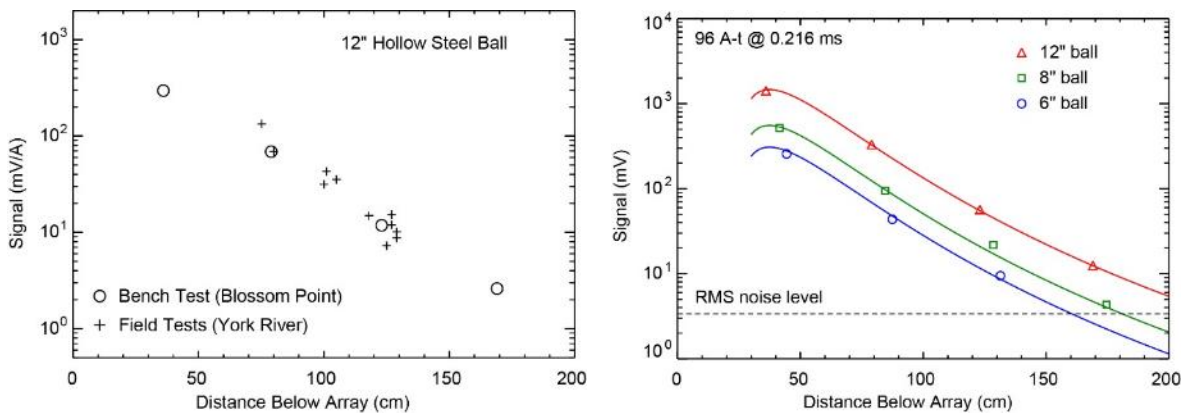 10³
10²
10¹
10⁰
Signal (mV/A)
12" Hollow Steel Ball
Bench Test (Blossom Point)
Field Tests (York River)
0
50
100
150
200
Distance Below Array (cm)
10⁴
10³
10²
10¹
10⁰
Signal (mV)
96 A-t @ 0.216 ms
12" ball
8" ball
6" ball
RMS noise level
0
50
100
150
200
Distance Below Array (cm)